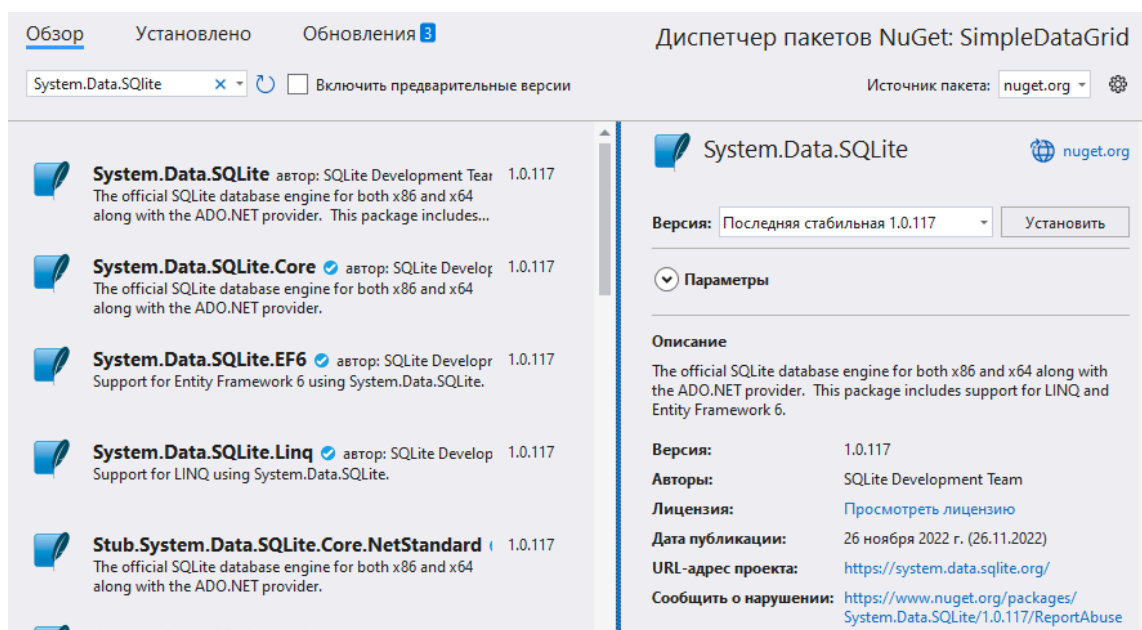 Обзор Установлено Обновления 3
Диспетчер пакетов NuGet: SimpleDataGrid
System.Data.SQlite Включить предварительные версии
Источник пакета: nuget.org
System.Data.SQLite автор: SQLite Development Tear 1.0.117
The official SQLite database engine for both x86 and x64
along with the ADO.NET provider. This package includes...
System.Data.SQLite.Core автор: SQLite Develop 1.0.117
The official SQLite database engine for both x86 and x64
along with the ADO.NET provider.
System.Data.SQLite.EF6 автор: SQLite Developr 1.0.117
Support for Entity Framework 6 using System.Data.SQLite.
System.Data.SQLite.Linq автор: SQLite Develop 1.0.117
Support for LINQ using System.Data.SQLite.
Stub.System.Data.SQLite.Core.NetStandard 1.0.117
The official SQLite database engine for both x86 and x64
along with the ADO.NET provider.
System.Data.SQLite nuget.org
Версия: Последняя стабильная 1.0.117 Установить
Параметры
Описание
The official SQLite database engine for both x86 and x64 along with
the ADO.NET provider. This package includes support for LINQ and
Entity Framework 6.
Версия: 1.0.117
Авторы: SQLite Development Team
Лицензия: Просмотреть лицензию
Дата публикации: 26 ноября 2022 г. (26.11.2022)
URL-адрес проекта: https://system.data.sqlite.org/
Сообщить о нарушении: https://www.nuget.org/packages/
System.Data.SQLite/1.0.117/ReportAbuse